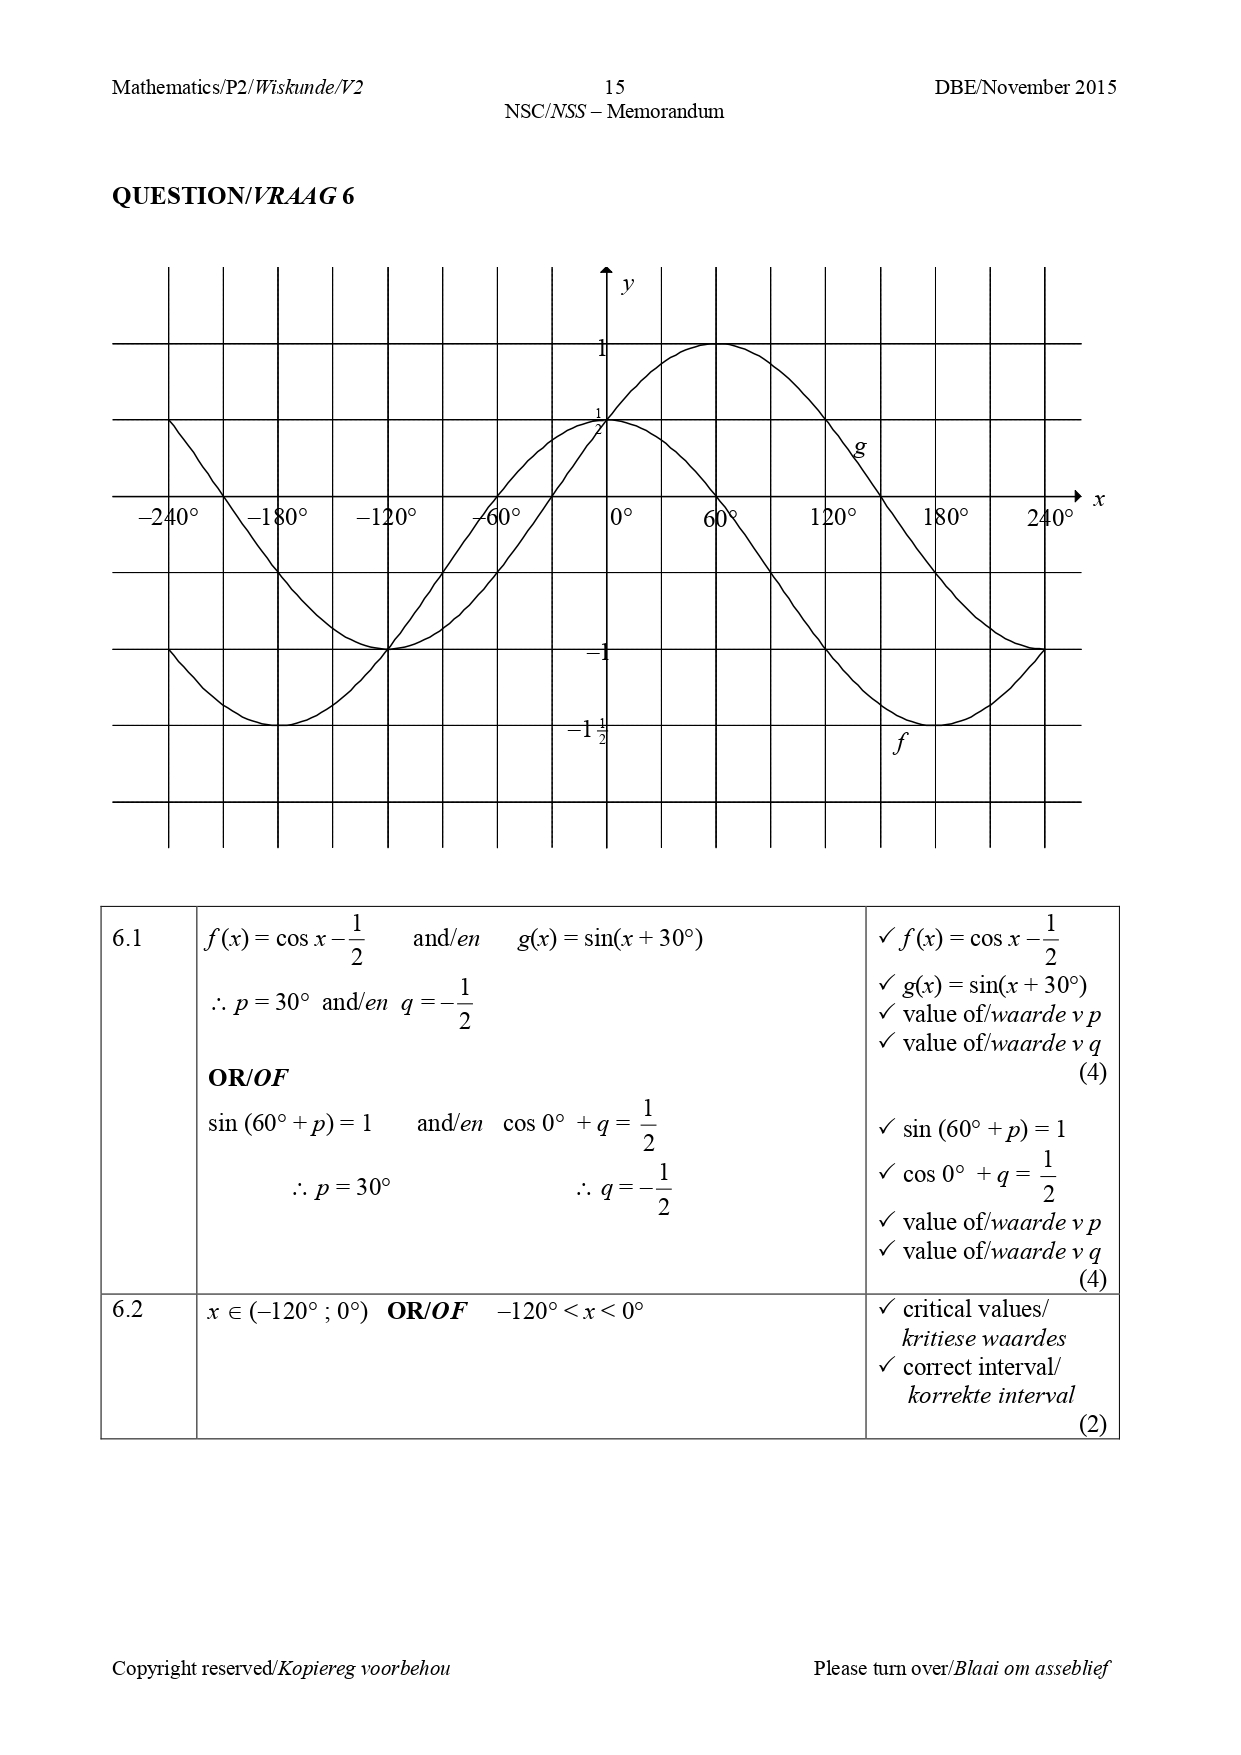 Mathematics/P2/Wiskunde/V2 15 DBE/November 2015
NSC/NSS – Memorandum
QUESTION/VRAAG 6
y
1
1/2
g
x
–240° –180° –120° –60° 0° 60° 120° 180° 240°
–1
–1 1/2
f
6.1 f (x) = cos x – 1/2 and/en g(x) = sin(x + 30°)
∴ p = 30° and/en q = – 1/2
OR/OF
sin (60° + p) = 1 and/en cos 0° + q = 1/2
∴ p = 30° ∴ q = – 1/2
✓ f (x) = cos x – 1/2
✓ g(x) = sin(x + 30°)
✓ value of/waarde v p
✓ value of/waarde v q
(4)
✓ sin (60° + p) = 1
✓ cos 0° + q = 1/2
✓ value of/waarde v p
✓ value of/waarde v q
(4)
6.2 x ∈ (–120° ; 0°) OR/OF –120° < x < 0°
✓ critical values/
kritiese waardes
✓ correct interval/
korrekte interval
(2)
Copyright reserved/Kopiereg voorbehou Please turn over/Blaai om asseblief